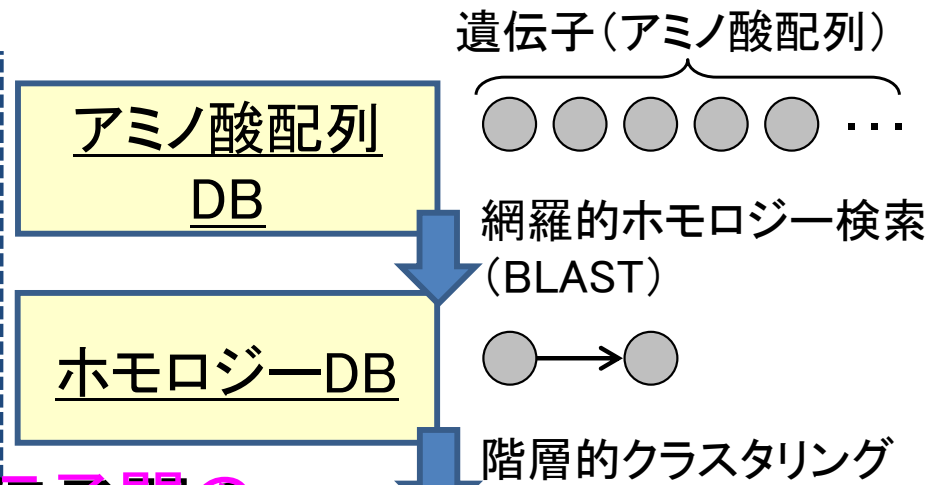 遺伝子（アミノ酸配列）
アミノ酸配列
DB
・・・
網羅的ホモロジー検索
（BLAST）
ホモロジーDB
階層的クラスタリング